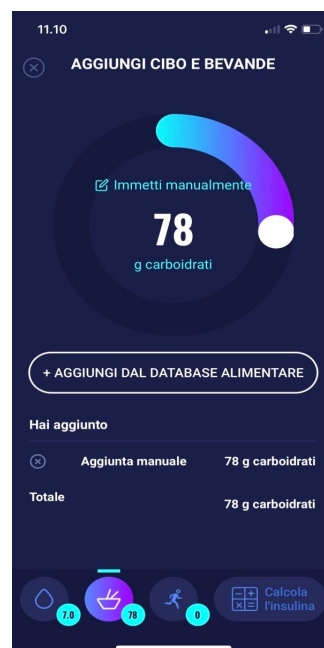 11.10
AGGIUNGI CIBO E BEVANDE
Immetti manualmente
78
g carboidrati
+ AGGIUNGI DAL DATABASE ALIMENTARE
Hai aggiunto
Aggiunta manuale 78 g carboidrati
Totale 78 g carboidrati
7.0 78 0
Calcola
l'insulina